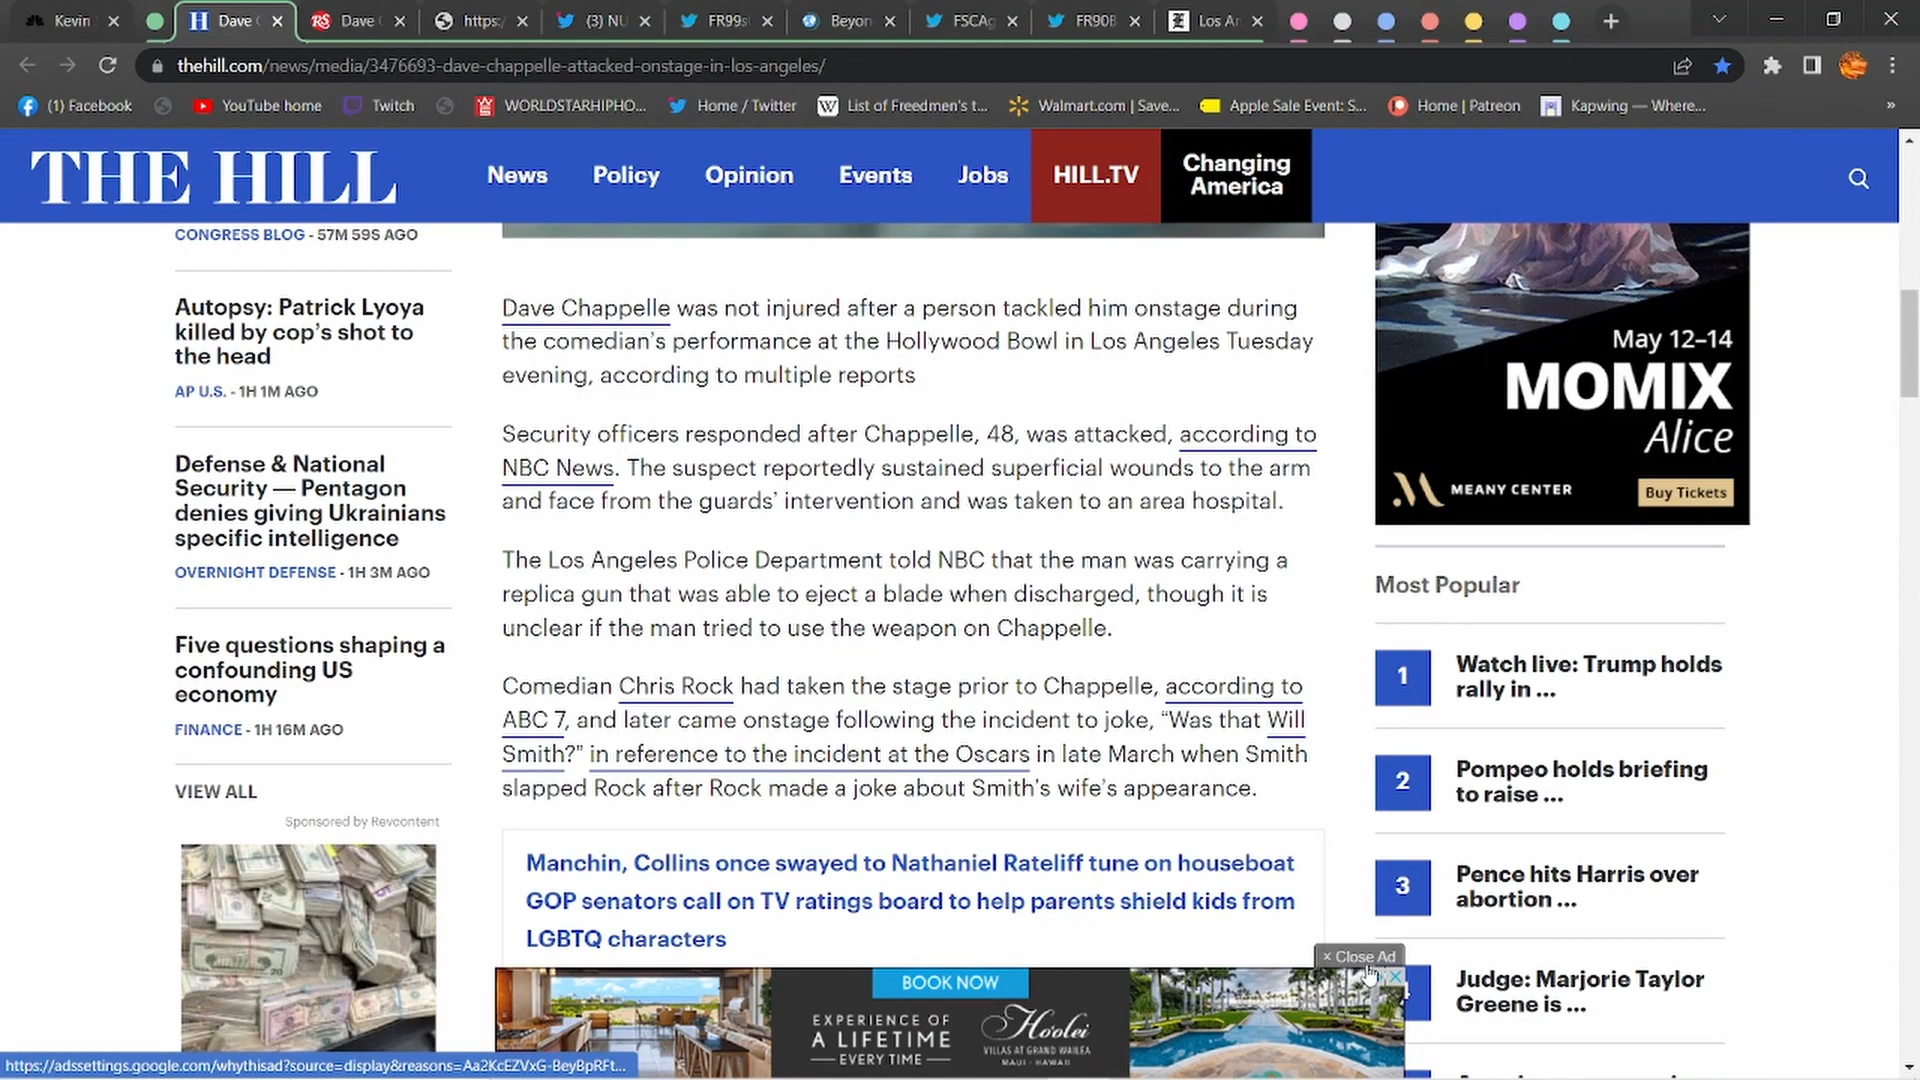 Kevin
Dave
Dave
https:/
(3) NU
FR99s
Beyon
FSCA
FR90B
Los Ar
thehill.com/news/media/3476693-dave-chappelle-attacked-onstage-in-los-angeles/
(1) Facebook
YouTube home
Twitch
WORLDSTARHIPHO...
Home / Twitter
List of Freedmen's t...
Walmart.com | Save...
Apple Sale Event: S...
Home | Patreon
Kapwing — Where...
»
THE HILL
News
Policy
Opinion
Events
Jobs
HILL.TV
Changing
America
CONGRESS BLOG - 57M 59S AGO
Autopsy: Patrick Lyoya
killed by cop's shot to
the head
AP U.S. - 1H 1M AGO
Defense & National
Security — Pentagon
denies giving Ukrainians
specific intelligence
OVERNIGHT DEFENSE - 1H 3M AGO
Five questions shaping a
confounding US
economy
FINANCE - 1H 16M AGO
VIEW ALL
Sponsored by Revcontent
Dave Chappelle was not injured after a person tackled him onstage during
the comedian's performance at the Hollywood Bowl in Los Angeles Tuesday
evening, according to multiple reports
Security officers responded after Chappelle, 48, was attacked, according to
NBC News. The suspect reportedly sustained superficial wounds to the arm
and face from the guards' intervention and was taken to an area hospital.
The Los Angeles Police Department told NBC that the man was carrying a
replica gun that was able to eject a blade when discharged, though it is
unclear if the man tried to use the weapon on Chappelle.
Comedian Chris Rock had taken the stage prior to Chappelle, according to
ABC 7, and later came onstage following the incident to joke, “Was that Will
Smith?” in reference to the incident at the Oscars in late March when Smith
slapped Rock after Rock made a joke about Smith's wife's appearance.
Manchin, Collins once swayed to Nathaniel Rateliff tune on houseboat
GOP senators call on TV ratings board to help parents shield kids from
LGBTQ characters
× Close Ad
BOOK NOW
EXPERIENCE OF
A LIFETIME
EVERY TIME
Ho'olei
VILLAS AT GRAND WAILEA
MAUI · HAWAII
May 12–14
MOMIX
Alice
MEANY CENTER
Buy Tickets
Most Popular
1
Watch live: Trump holds
rally in ...
2
Pompeo holds briefing
to raise ...
3
Pence hits Harris over
abortion ...
Judge: Marjorie Taylor
Greene is ...
https://adssettings.google.com/whythisad?source=display&reasons=Aa2KcEZVxG-BeyBpRFt...